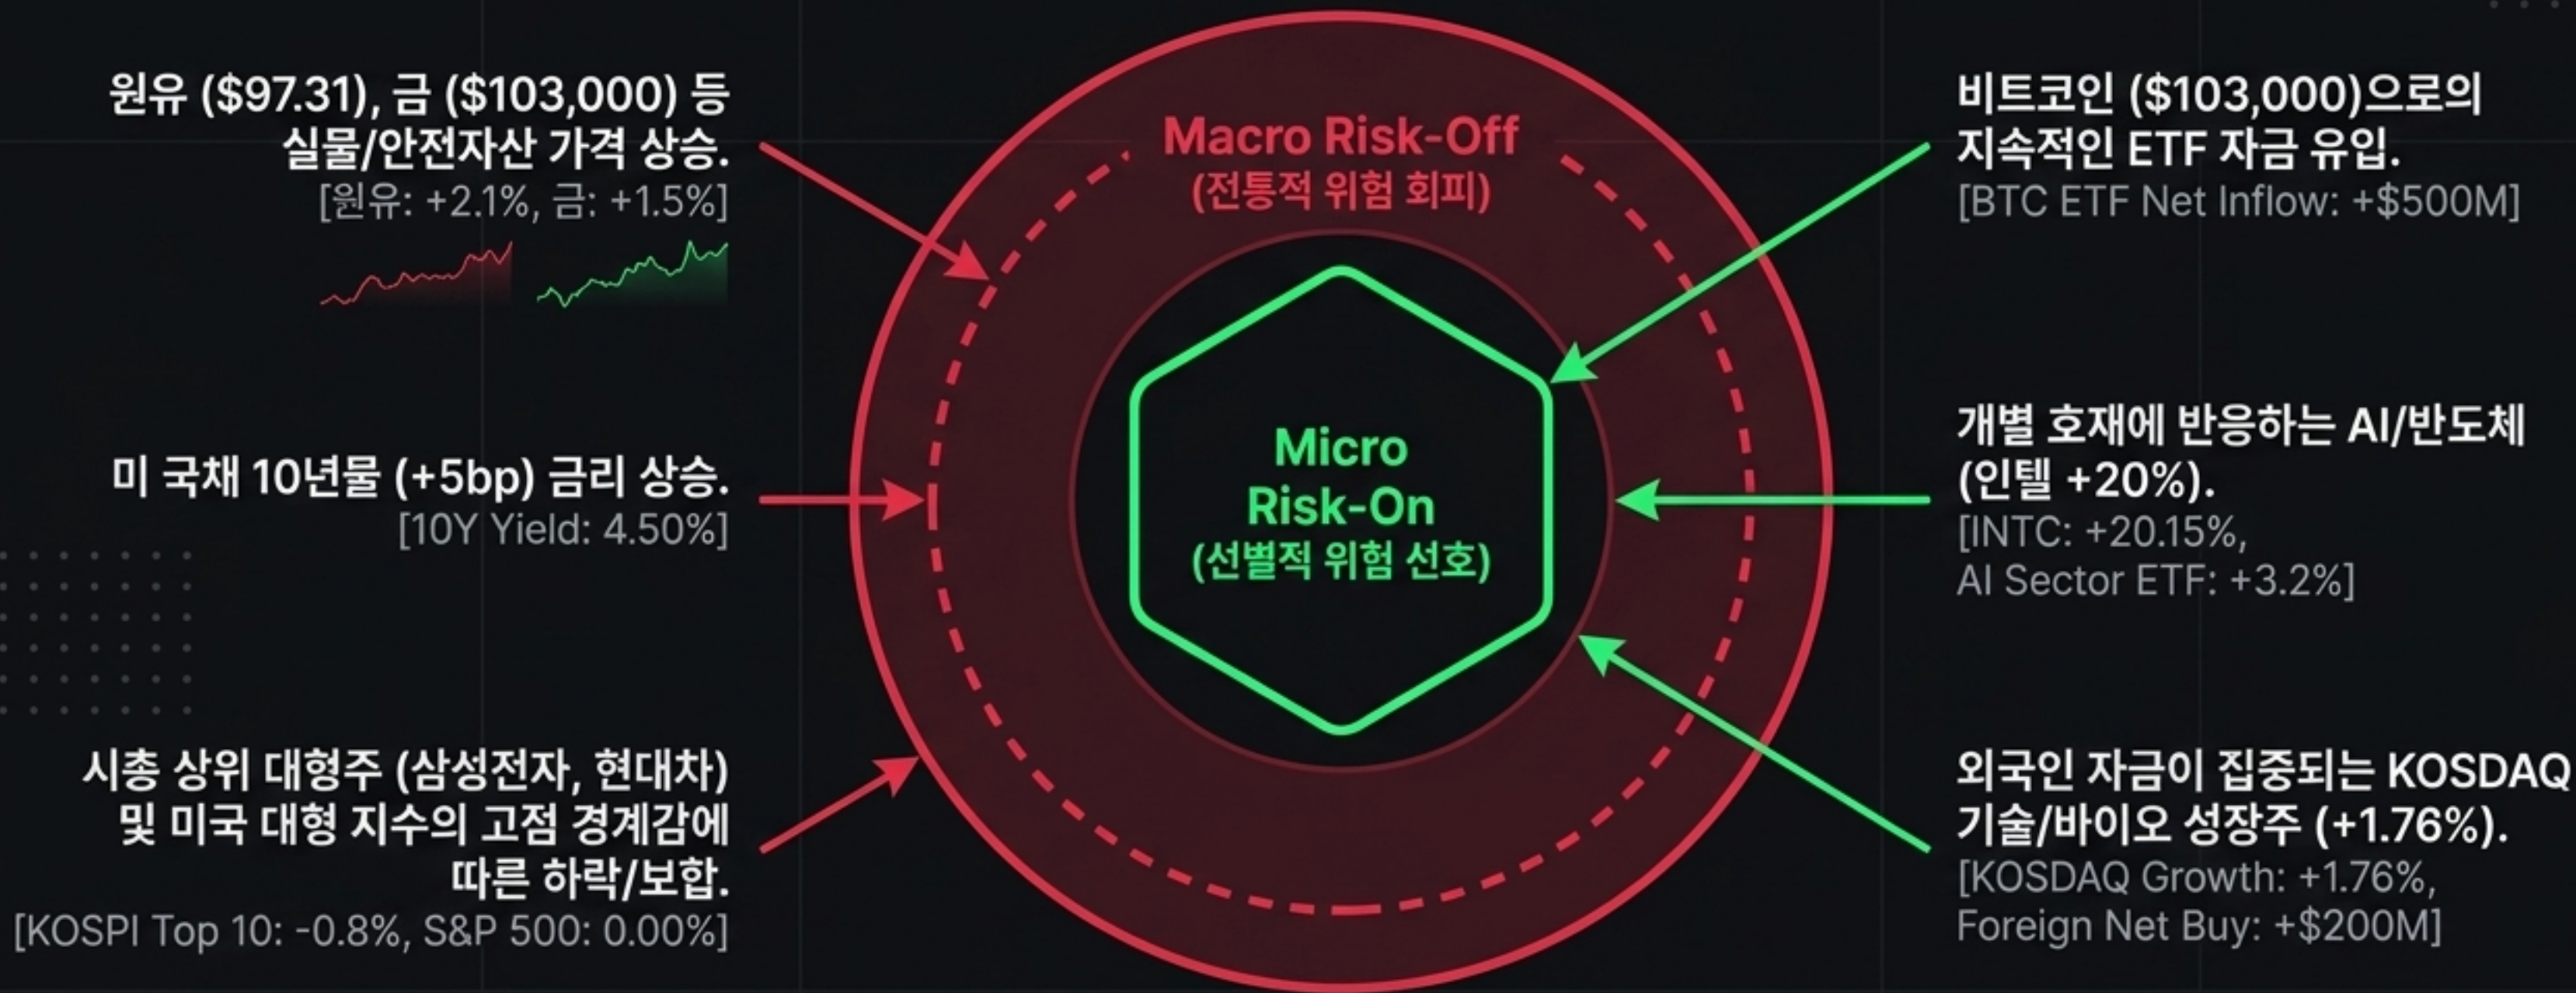 원유 ($97.31), 금 ($103,000) 등
실물/안전자산 가격 상승.
[원유: +2.1%, 금: +1.5%]
미 국채 10년물 (+5bp) 금리 상승.
[10Y Yield: 4.50%]
시총 상위 대형주 (삼성전자, 현대차)
및 미국 대형 지수의 고점 경계감에
따른 하락/보합.
[KOSPI Top 10: -0.8%, S&P 500: 0.00%]
Macro Risk-Off
(전통적 위험 회피)
Micro
Risk-On
(선별적 위험 선호)
비트코인 ($103,000)으로의
지속적인 ETF 자금 유입.
[BTC ETF Net Inflow: +$500M]
개별 호재에 반응하는 AI/반도체
(인텔 +20%).
[INTC: +20.15%,
AI Sector ETF: +3.2%]
외국인 자금이 집중되는 KOSDAQ
기술/바이오 성장주 (+1.76%).
[KOSDAQ Growth: +1.76%,
Foreign Net Buy: +$200M]